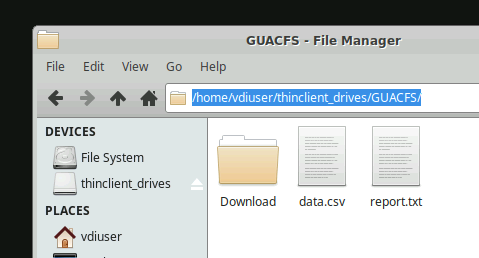 GUACFS - File Manager
File Edit View Go Help
/home/vdiuser/thinclient_drives/GUACFS/
DEVICES
File System
thinclient_drives
PLACES
vdiuser
Download data.csv report.txt